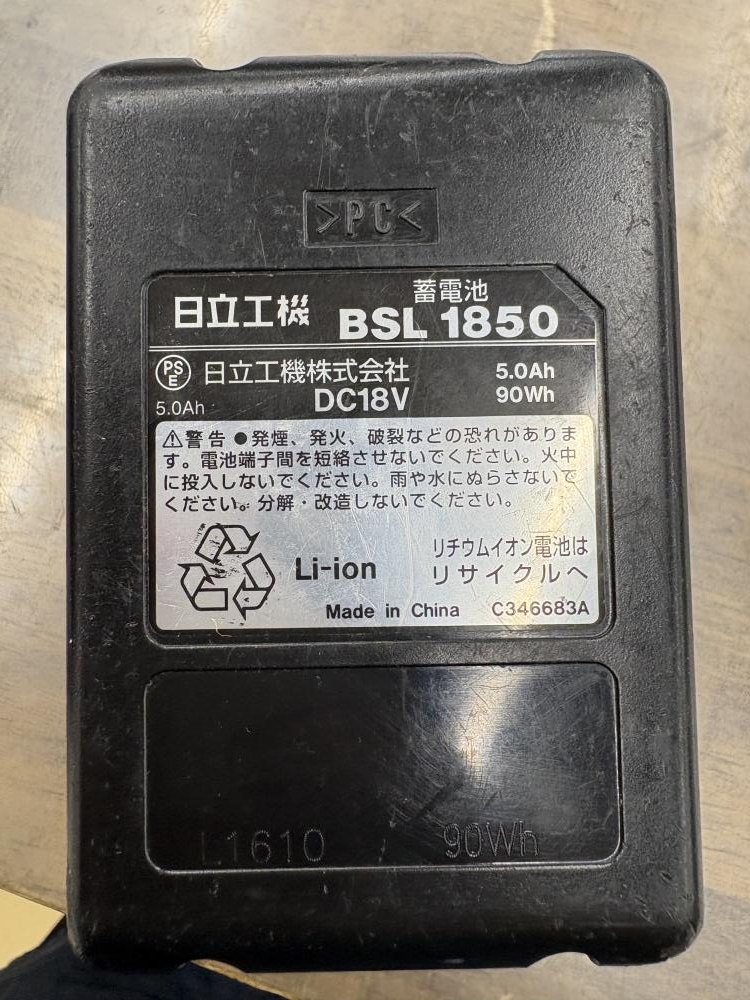 >PC<
蓄電池
日立工機 BSL 1850
PSE 日立工機株式会社 5.0Ah
5.0Ah DC18V 90Wh
⚠警告 ●発煙、発火、破裂などの恐れがありま
す。電池端子間を短絡させないでください。火中
に投入しないでください。雨や水にぬらさないで
ください。分解・改造しないでください。
Li-ion リチウムイオン電池は
リサイクルへ
Made in China C346683A
L1610 90Wh